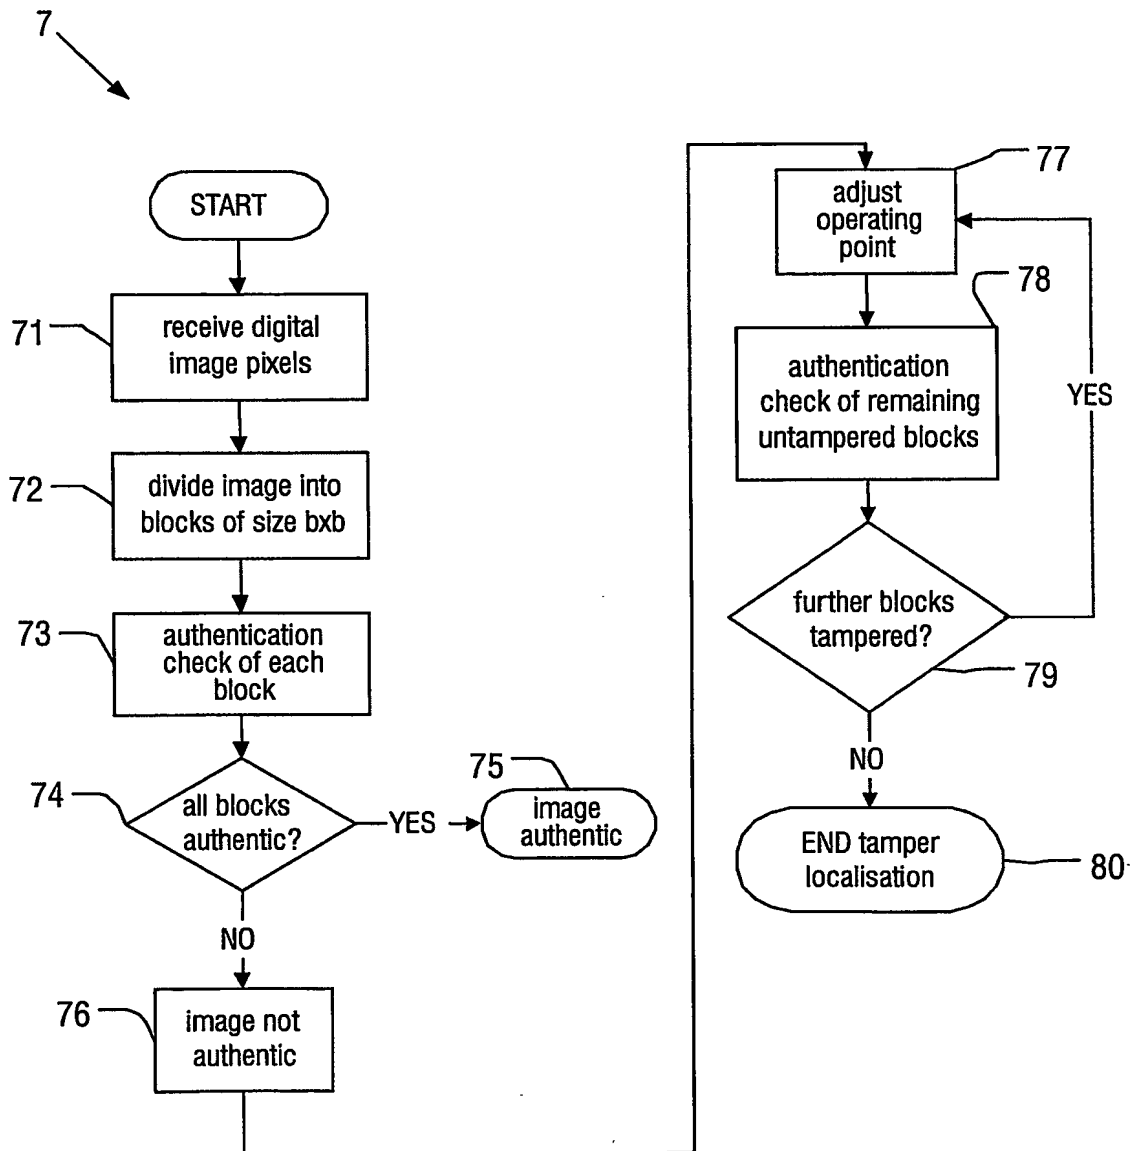 7
START
71
receive digital
image pixels
72
divide image into
blocks of size bxb
73
authentication
check of each
block
74
all blocks
authentic?
YES
75
image
authentic
NO
76
image not
authentic
77
adjust
operating
point
78
authentication
check of remaining
untampered blocks
YES
further blocks
tampered?
79
NO
END tamper
localisation
80